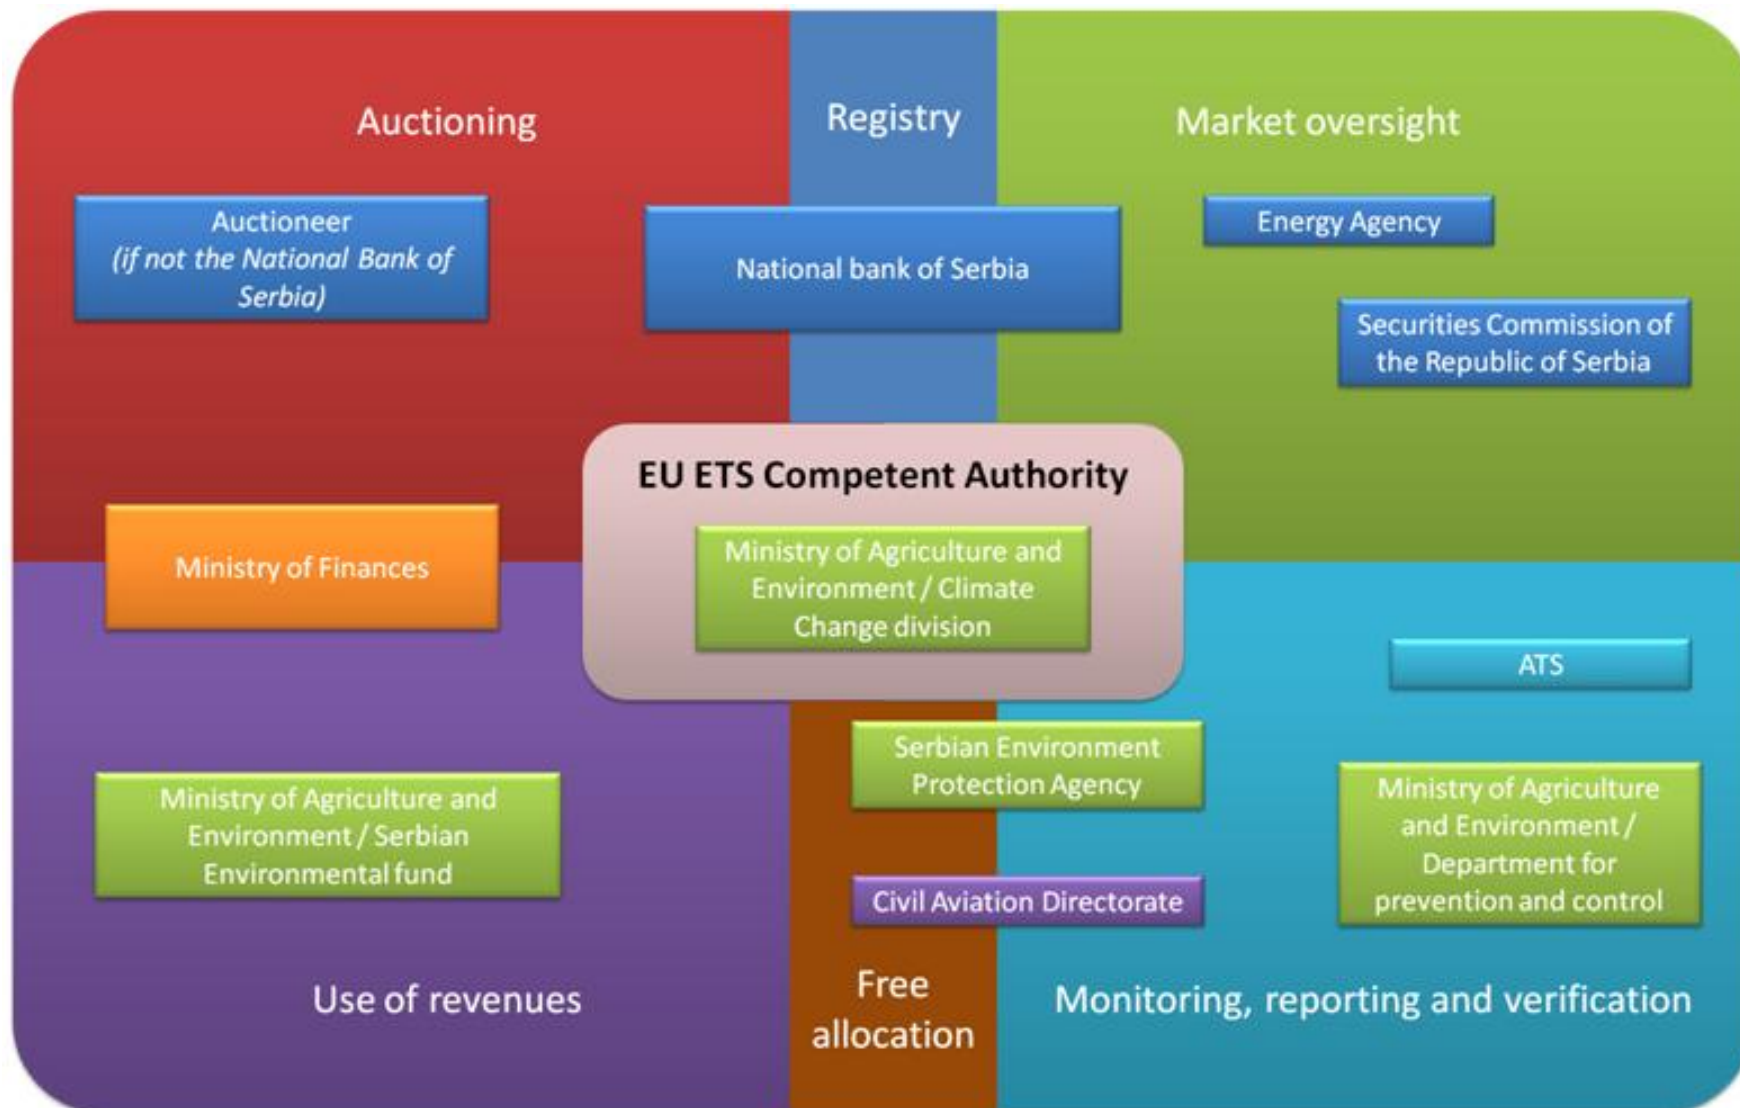 Auctioning
Registry
Market oversight
Auctioneer
(if not the National Bank of
Serbia)
National bank of Serbia
Energy Agency
Securities Commission of
the Republic of Serbia
EU ETS Competent Authority
Ministry of Agriculture and
Environment / Climate
Change division
Ministry of Finances
ATS
Serbian Environment
Protection Agency
Ministry of Agriculture and
Environment / Serbian
Environmental fund
Ministry of Agriculture
and Environment /
Department for
prevention and control
Civil Aviation Directorate
Use of revenues
Free
allocation
Monitoring, reporting and verification